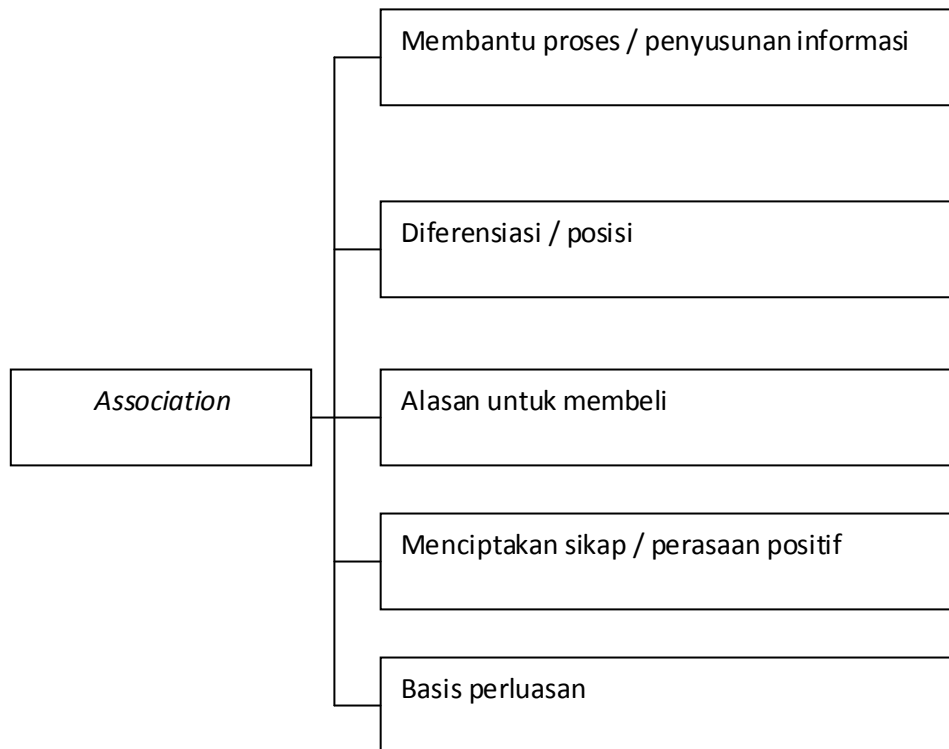 Membantu proses / penyusunan informasi
Diferensiasi / posisi
Association
Alasan untuk membeli
Menciptakan sikap / perasaan positif
Basis perluasan